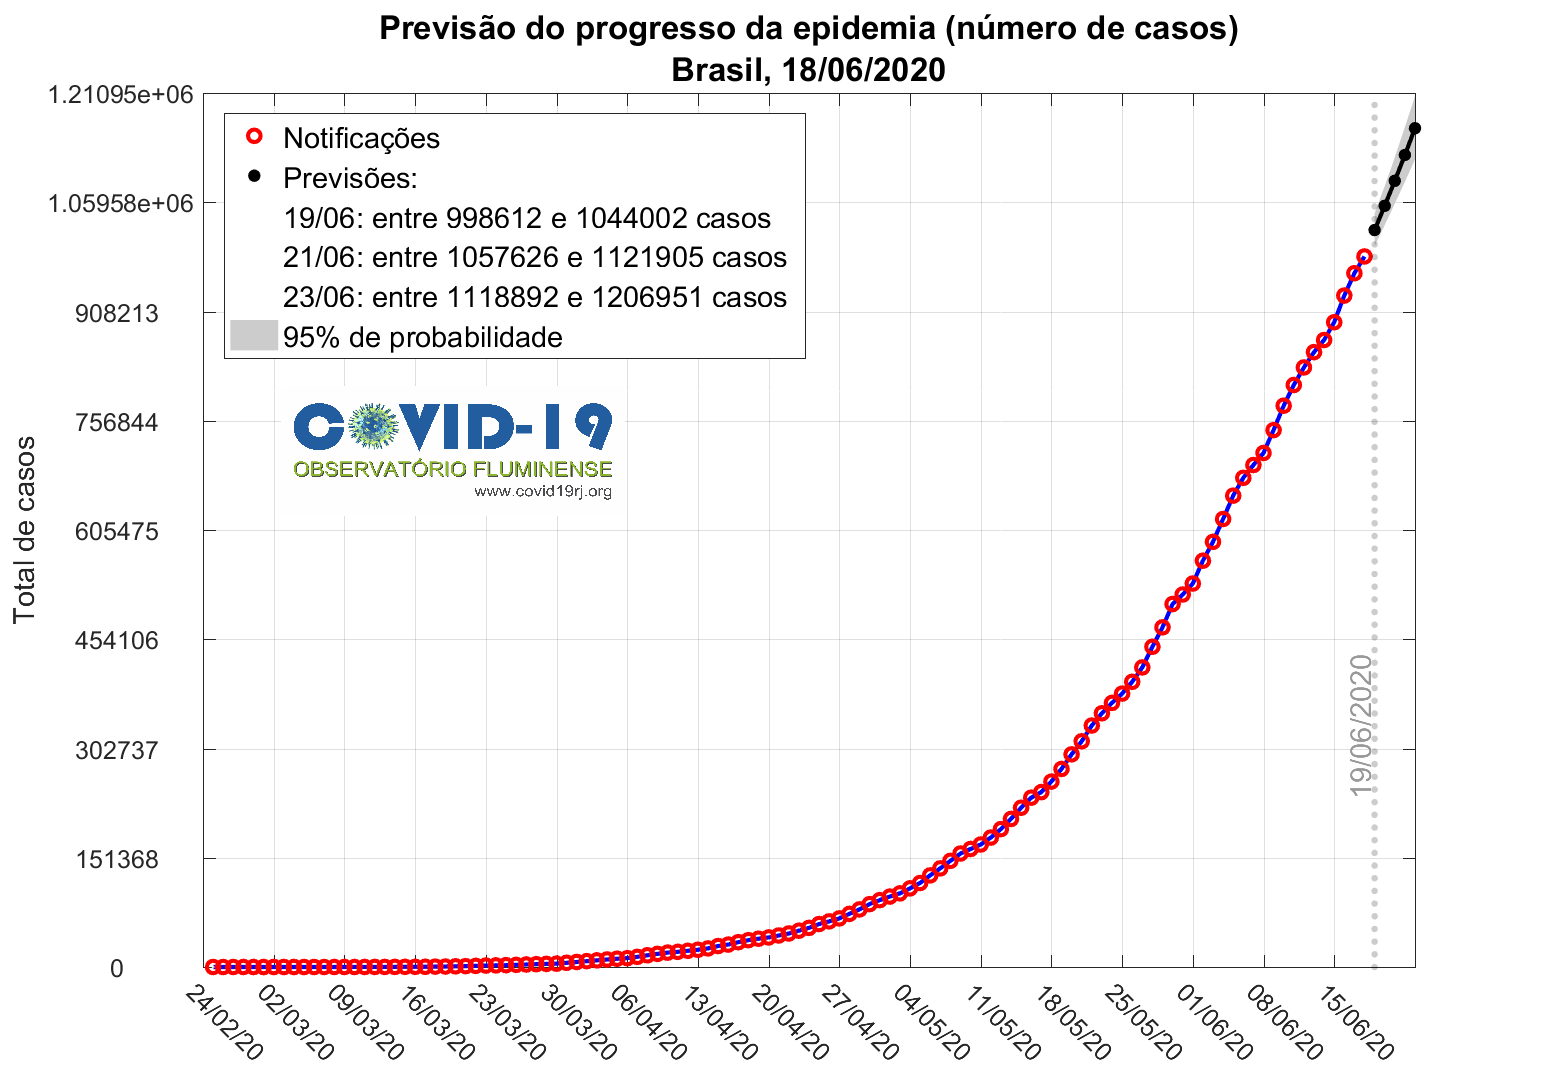 Previsão do progresso da epidemia (número de casos)
Brasil, 18/06/2020
1.21095e+06
1.05958e+06
908213
756844
605475
454106
302737
151368
0
Total de casos
Notificações
Previsões:
19/06: entre 998612 e 1044002 casos
21/06: entre 1057626 e 1121905 casos
23/06: entre 1118892 e 1206951 casos
95% de probabilidade
COVID-19
OBSERVATÓRIO FLUMINENSE
www.covid19rj.org
19/06/2020
24/02/20
02/03/20
09/03/20
16/03/20
23/03/20
30/03/20
06/04/20
13/04/20
20/04/20
27/04/20
04/05/20
11/05/20
18/05/20
25/05/20
01/06/20
08/06/20
15/06/20